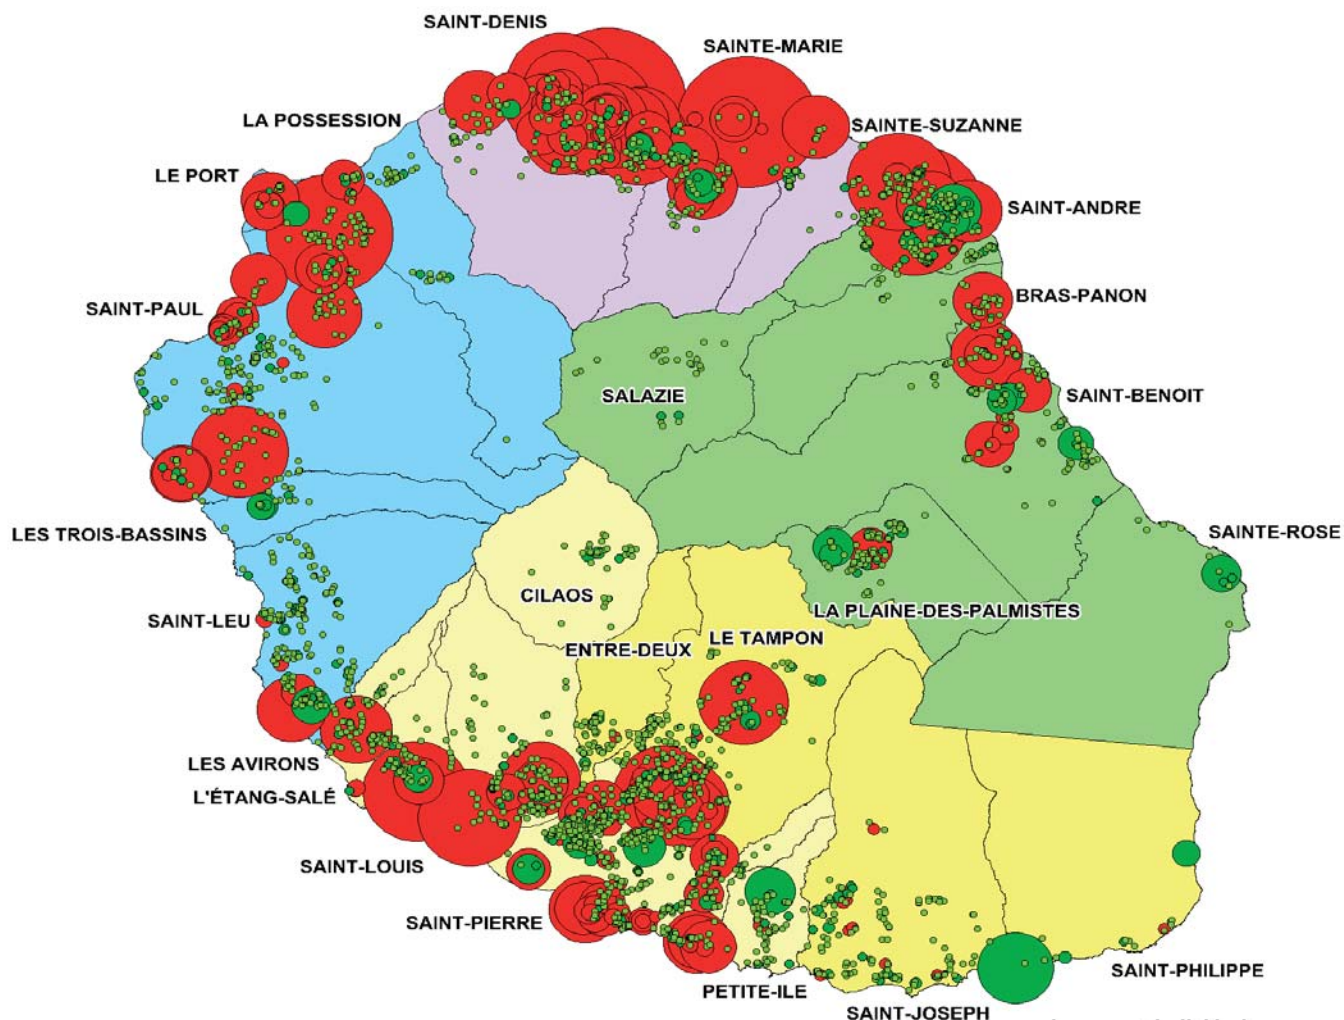 SAINT-DENIS
SAINTE-MARIE
LA POSSESSION
SAINTE-SUZANNE
LE PORT
SAINT-ANDRE
BRAS-PANON
SAINT-PAUL
SALAZIE
SAINT-BENOIT
LES TROIS-BASSINS
SAINTE-ROSE
CILAOS
LA PLAINE-DES-PALMISTES
SAINT-LEU
ENTRE-DEUX
LE TAMPON
LES AVIRONS
L'ÉTANG-SALÉ
SAINT-LOUIS
SAINT-PIERRE
SAINT-PHILIPPE
PETITE-ILE
SAINT-JOSEPH